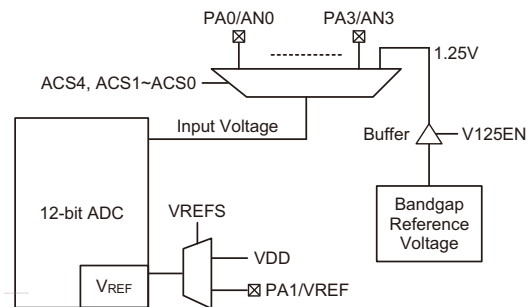 PA0/AN0
PA3/AN3
1.25V
ACS4, ACS1~ACS0
Input Voltage
Buffer
V125EN
12-bit ADC
Bandgap
Reference
Voltage
VREFS
VDD
VREF
PA1/VREF